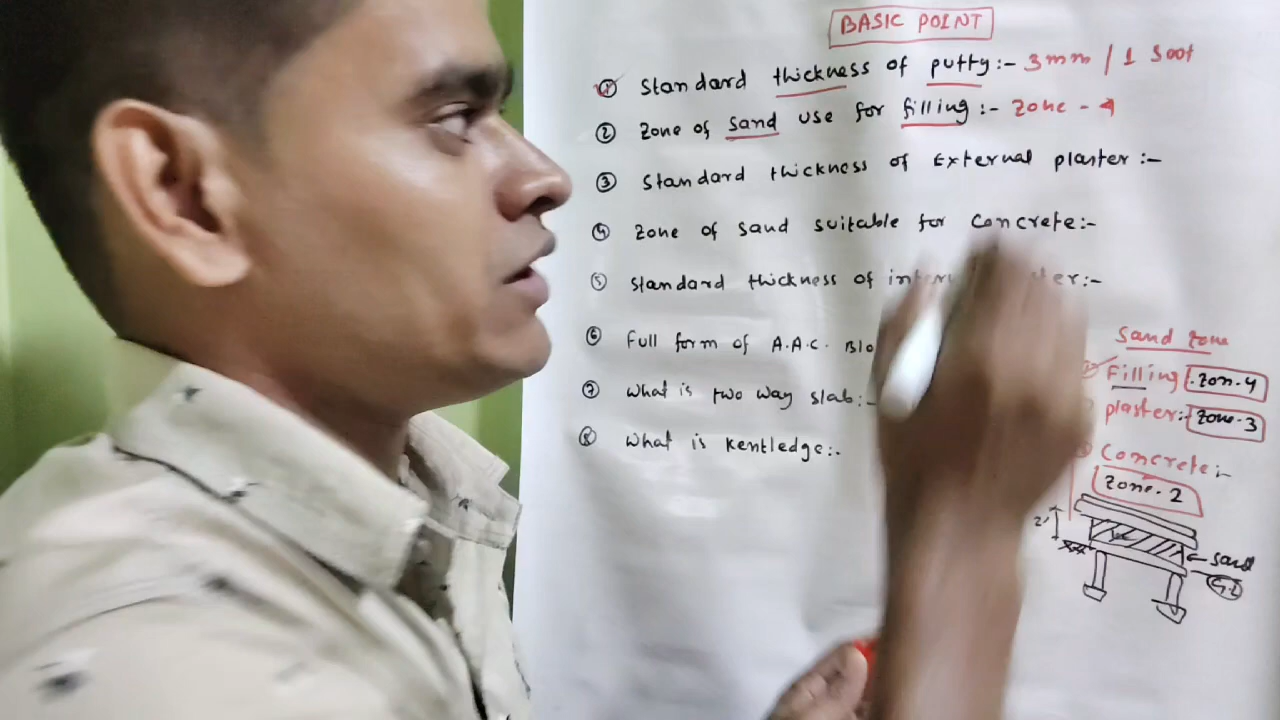 BASIC POINT
① Standard thickness of putty:- 3mm / 1 Soot
② Zone of sand use for filling:- Zone - 4
③ Standard thickness of External plaster:-
④ Zone of sand suitable for Concrete:-
⑤ Standard thickness of
⑥ Full form of A.A.C.
⑦ What is two way slab:-
⑧ What is Kentledge:-
Sand Zone
Filling :zon-4
plaster:- Zone-3
Concrete:-
Zone-2
sand
G.L